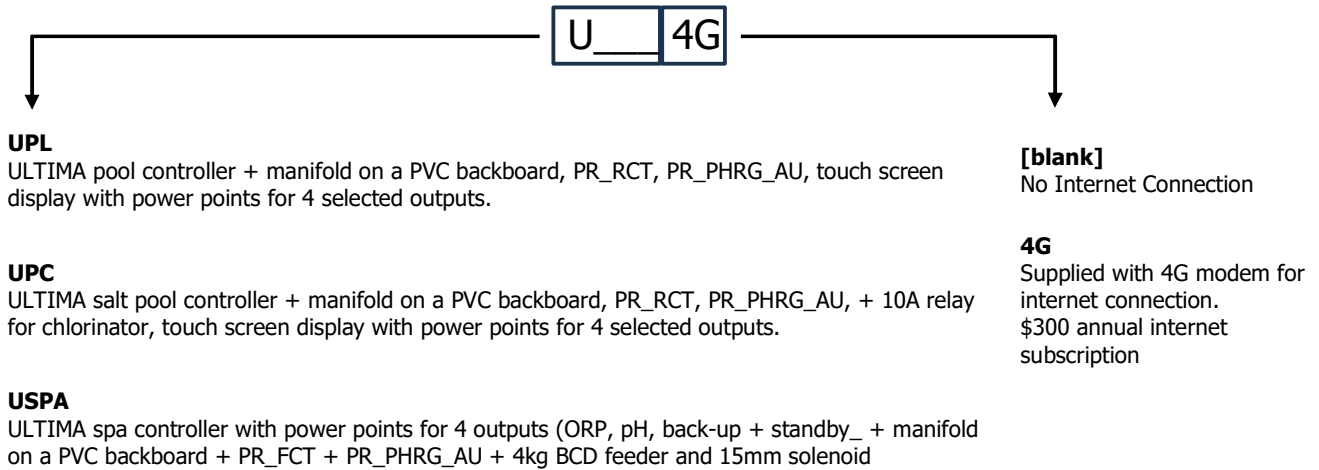 U___ 4G
UPL
ULTIMA pool controller + manifold on a PVC backboard, PR_RCT, PR_PHRG_AU, touch screen
display with power points for 4 selected outputs.
UPC
ULTIMA salt pool controller + manifold on a PVC backboard, PR_RCT, PR_PHRG_AU, + 10A relay
for chlorinator, touch screen display with power points for 4 selected outputs.
USPA
ULTIMA spa controller with power points for 4 outputs (ORP, pH, back-up + standby_ + manifold
on a PVC backboard + PR_FCT + PR_PHRG_AU + 4kg BCD feeder and 15mm solenoid
[blank]
No Internet Connection
4G
Supplied with 4G modem for
internet connection.
$300 annual internet
subscription